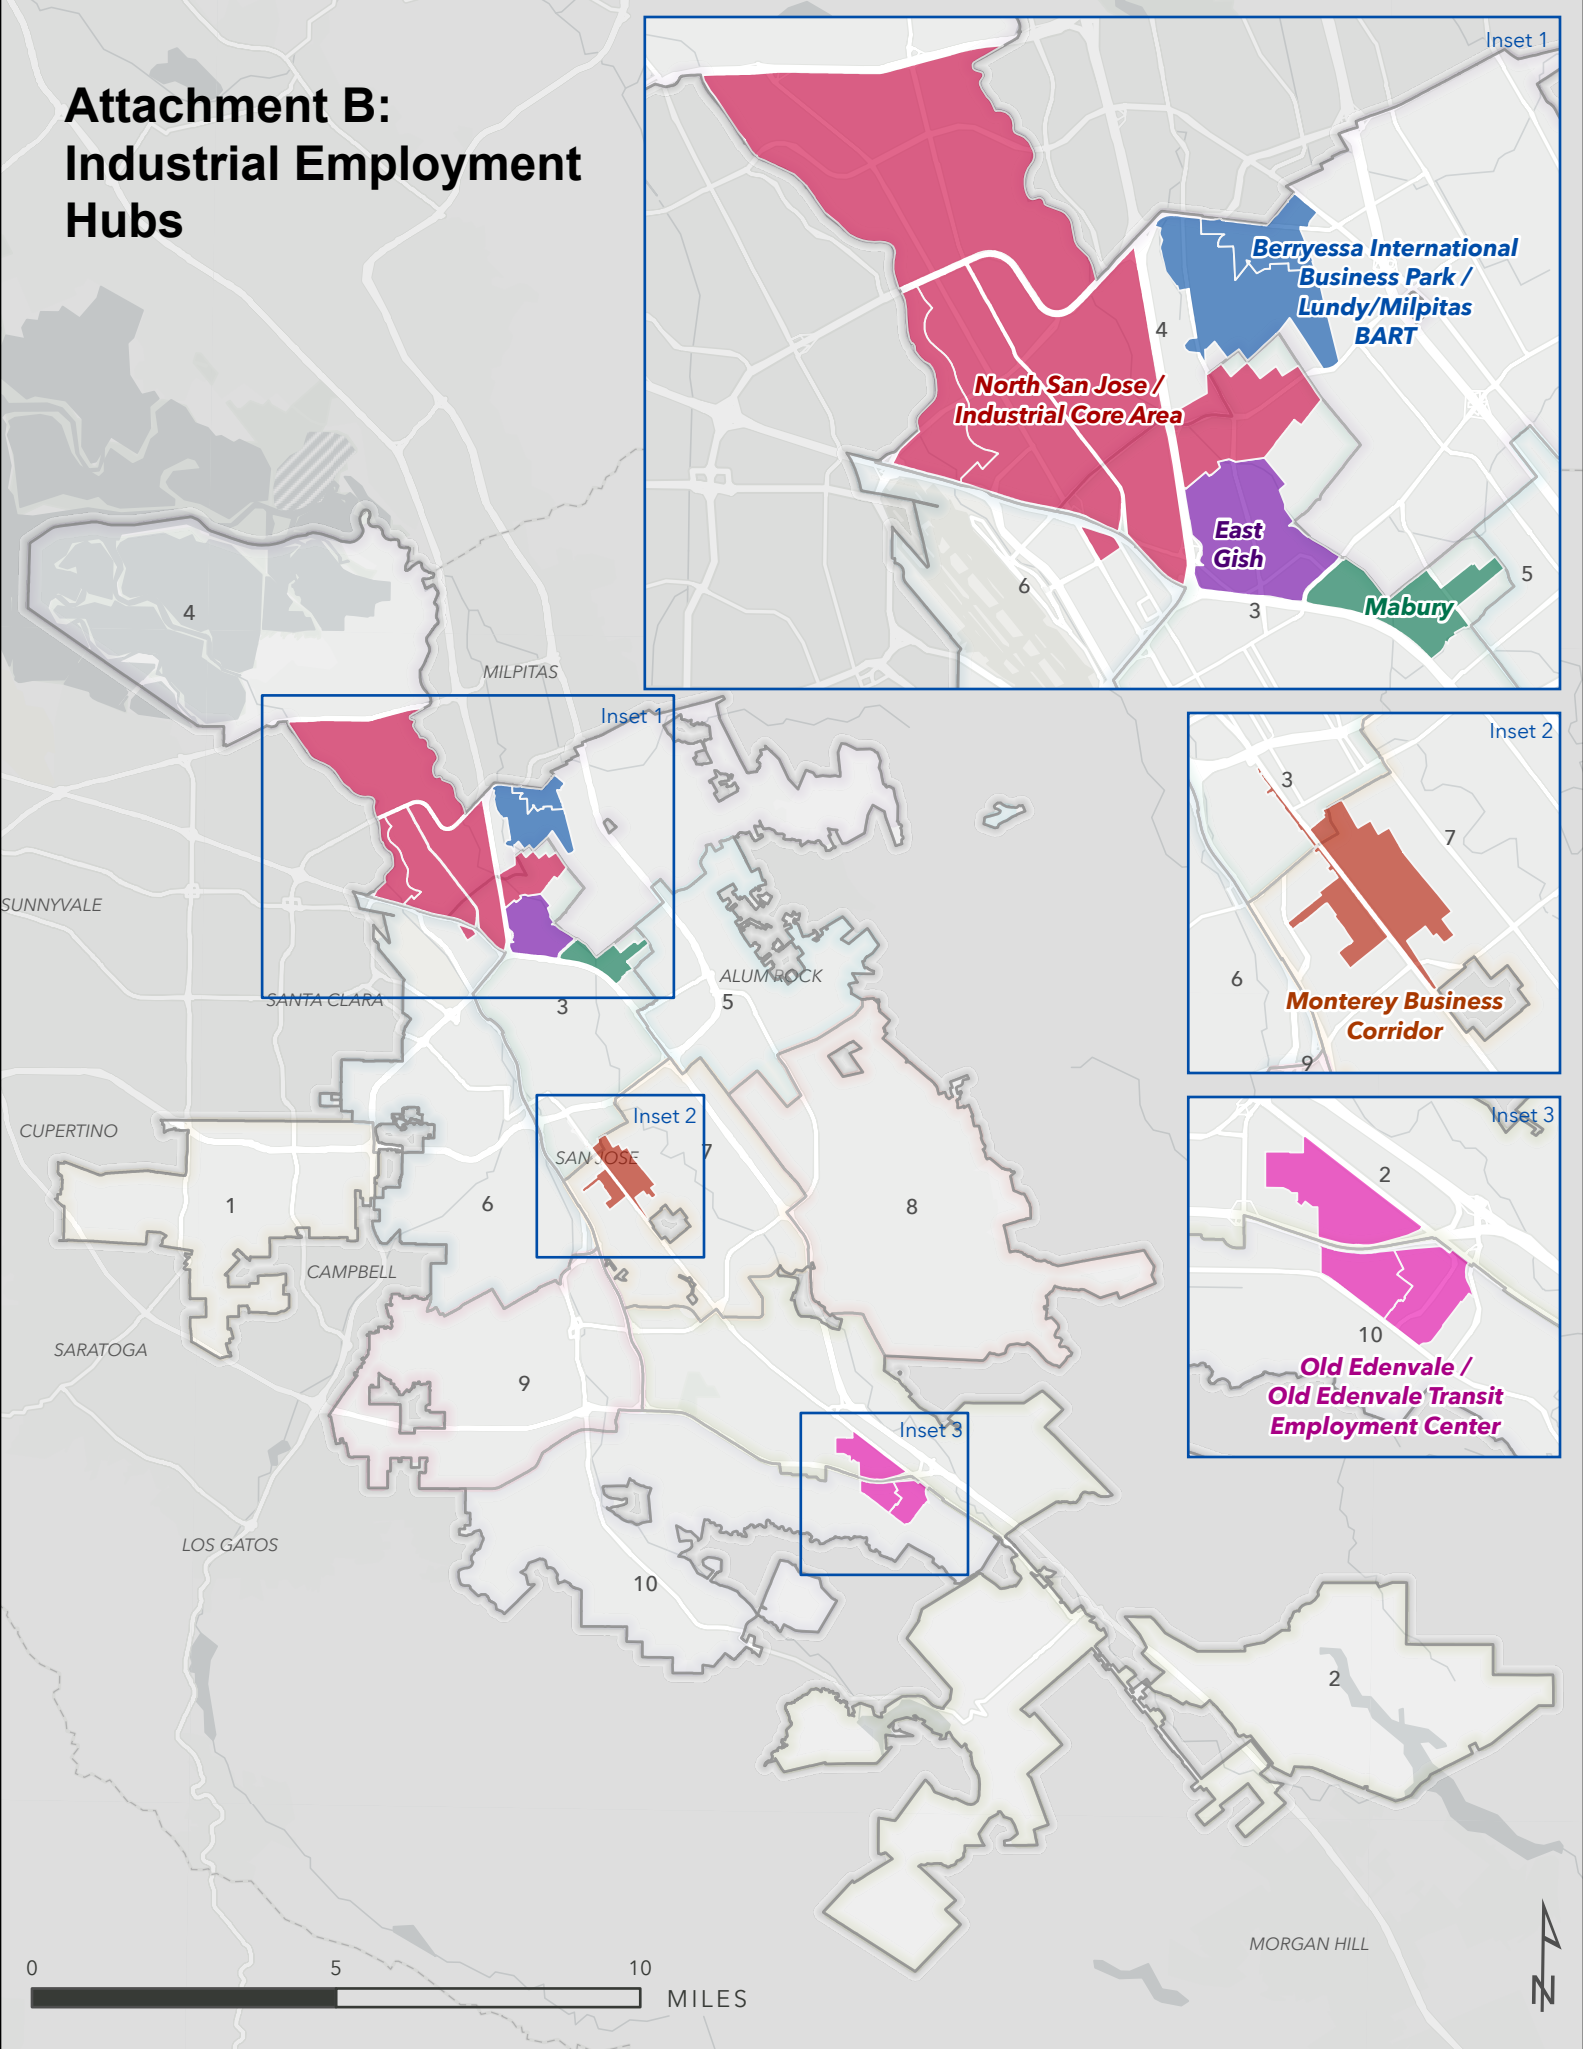 Attachment B:
Industrial Employment
Hubs
Inset 1
Berryessa International
Business Park /
Lundy/Milpitas
BART
4
North San Jose /
Industrial Core Area
East
Gish
6
3
Mabury
5
4
MILPITAS
Inset 1
SUNNYVALE
SANTA CLARA
ALUM ROCK
3
5
Inset 2
3
7
6
Monterey Business
Corridor
9
CUPERTINO
Inset 2
SAN JOSE
7
1
6
8
CAMPBELL
SARATOGA
9
Inset 3
2
10
Old Edenvale /
Old Edenvale Transit
Employment Center
Inset 3
LOS GATOS
10
2
MORGAN HILL
0
5
10
MILES
N